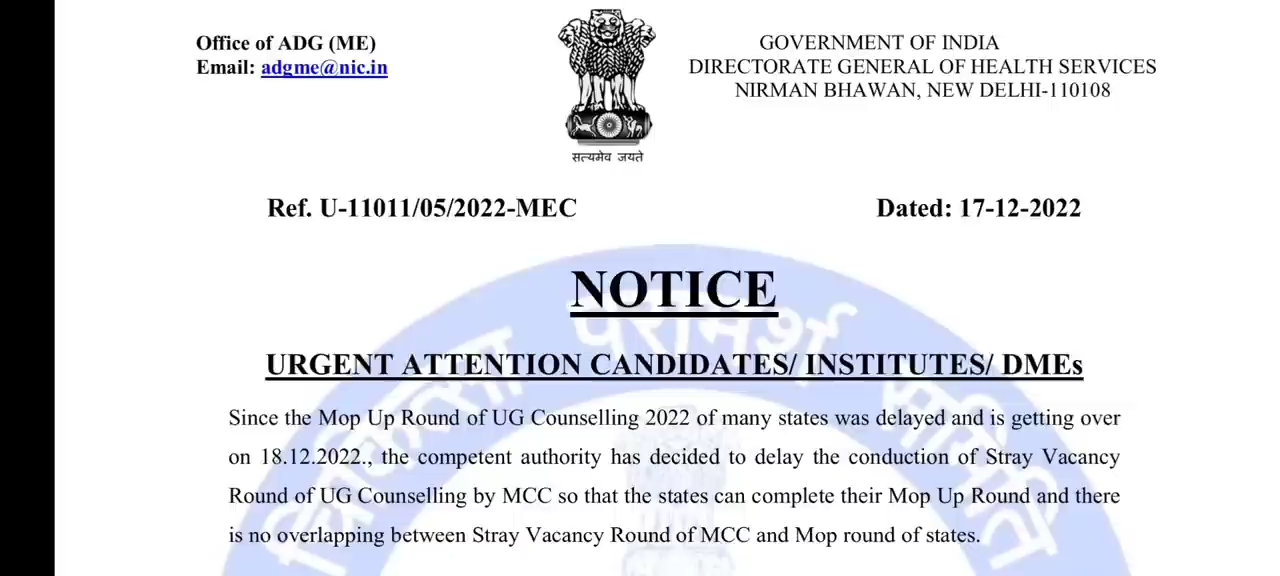 Office of ADG (ME)
Email: adgme@nic.in
सत्यमेव जयते
GOVERNMENT OF INDIA
DIRECTORATE GENERAL OF HEALTH SERVICES
NIRMAN BHAWAN, NEW DELHI-110108
Ref. U-11011/05/2022-MEC
Dated: 17-12-2022
NOTICE
चिकित्सा परामर्श समिति
URGENT ATTENTION CANDIDATES/ INSTITUTES/ DMEs
Since the Mop Up Round of UG Counselling 2022 of many states was delayed and is getting over
on 18.12.2022., the competent authority has decided to delay the conduction of Stray Vacancy
Round of UG Counselling by MCC so that the states can complete their Mop Up Round and there
is no overlapping between Stray Vacancy Round of MCC and Mop round of states.